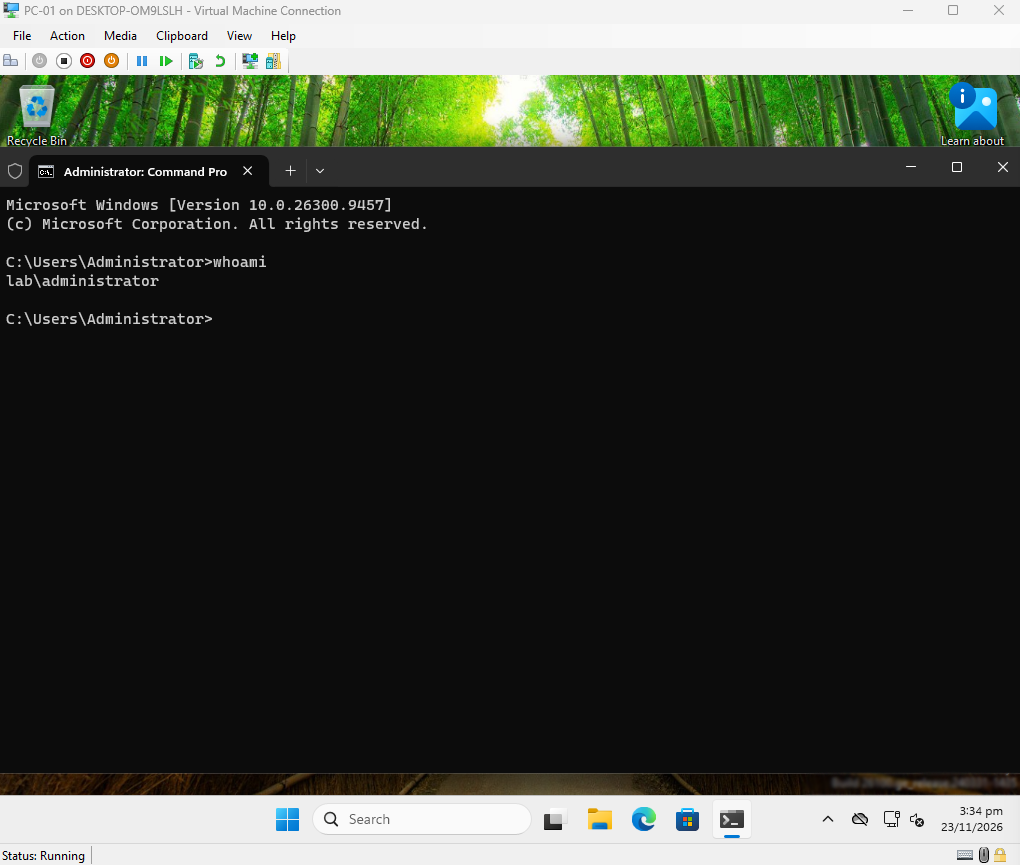 PC-01 on DESKTOP-OM9LSLH - Virtual Machine Connection
File Action Media Clipboard View Help
Recycle Bin
Learn about
Administrator: Command Pro
Microsoft Windows [Version 10.0.26300.9457]
(c) Microsoft Corporation. All rights reserved.
C:\Users\Administrator>whoami
lab\administrator
C:\Users\Administrator>
Search
3:34 pm
23/11/2026
Status: Running